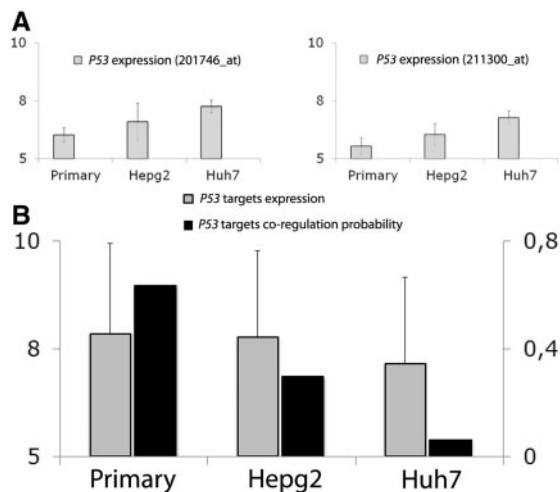 A
10
P53 expression (201746_at)
8
5
Primary Hepg2 Huh7
10
P53 expression (211300_at)
8
5
Primary Hepg2 Huh7
B
P53 targets expression
P53 targets co-regulation probability
10 0,8
8 0,4
5 0
Primary Hepg2 Huh7